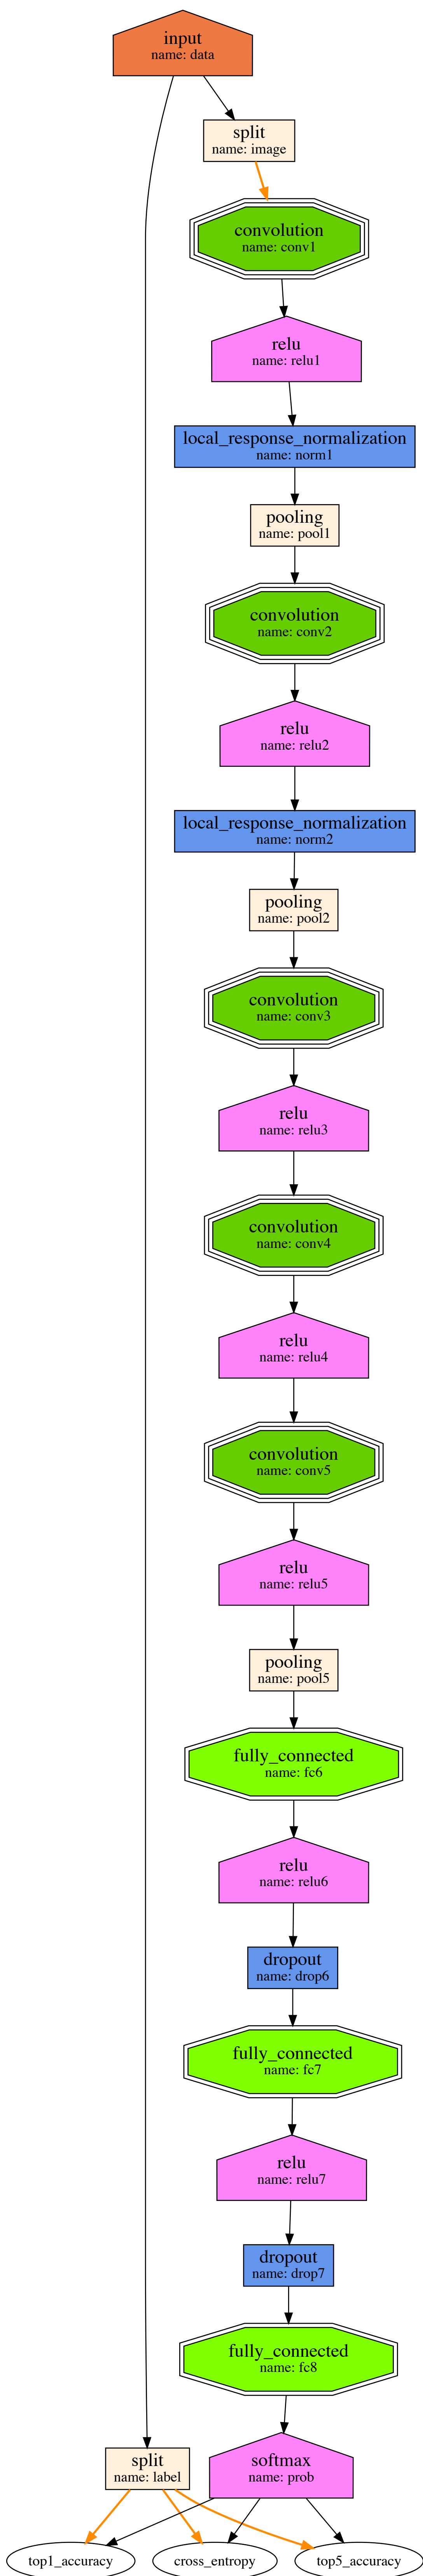 input
name: data
split
name: image
convolution
name: conv1
relu
name: relu1
local_response_normalization
name: norm1
pooling
name: pool1
convolution
name: conv2
relu
name: relu2
local_response_normalization
name: norm2
pooling
name: pool2
convolution
name: conv3
relu
name: relu3
convolution
name: conv4
relu
name: relu4
convolution
name: conv5
relu
name: relu5
pooling
name: pool5
fully_connected
name: fc6
relu
name: relu6
dropout
name: drop6
fully_connected
name: fc7
relu
name: relu7
dropout
name: drop7
fully_connected
name: fc8
split
name: label
softmax
name: prob
top1_accuracy
cross_entropy
top5_accuracy